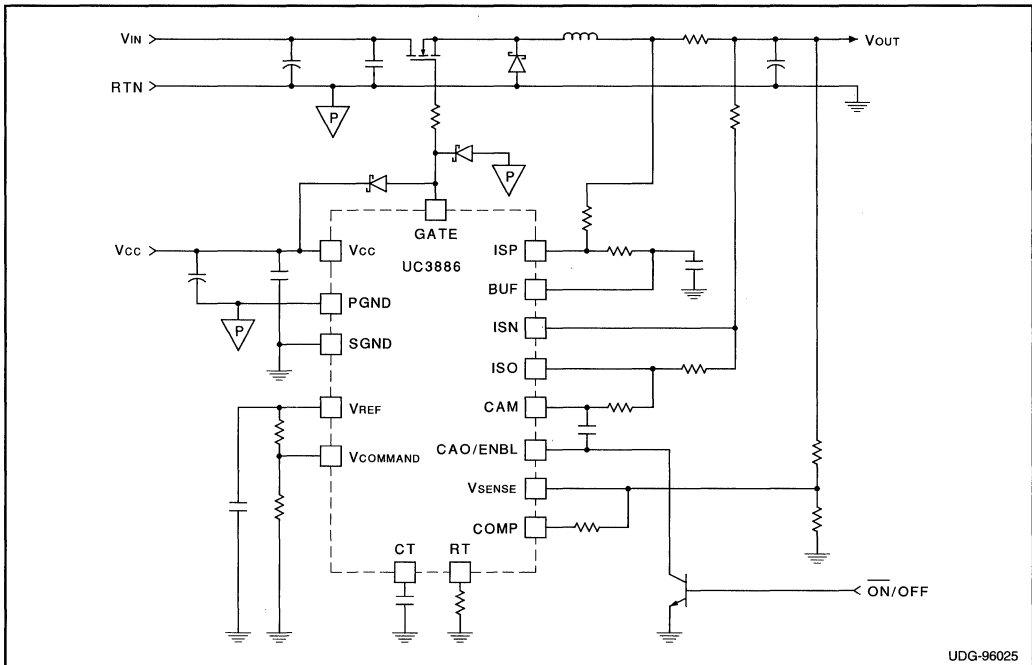 VIN
VOUT
RTN
P
P
GATE
VCC
VCC
ISP
UC3886
BUF
PGND
P
ISN
SGND
ISO
VREF
CAM
VCOMMAND
CAO/ENBL
VSENSE
COMP
CT
RT
ON/OFF
UDG-96025